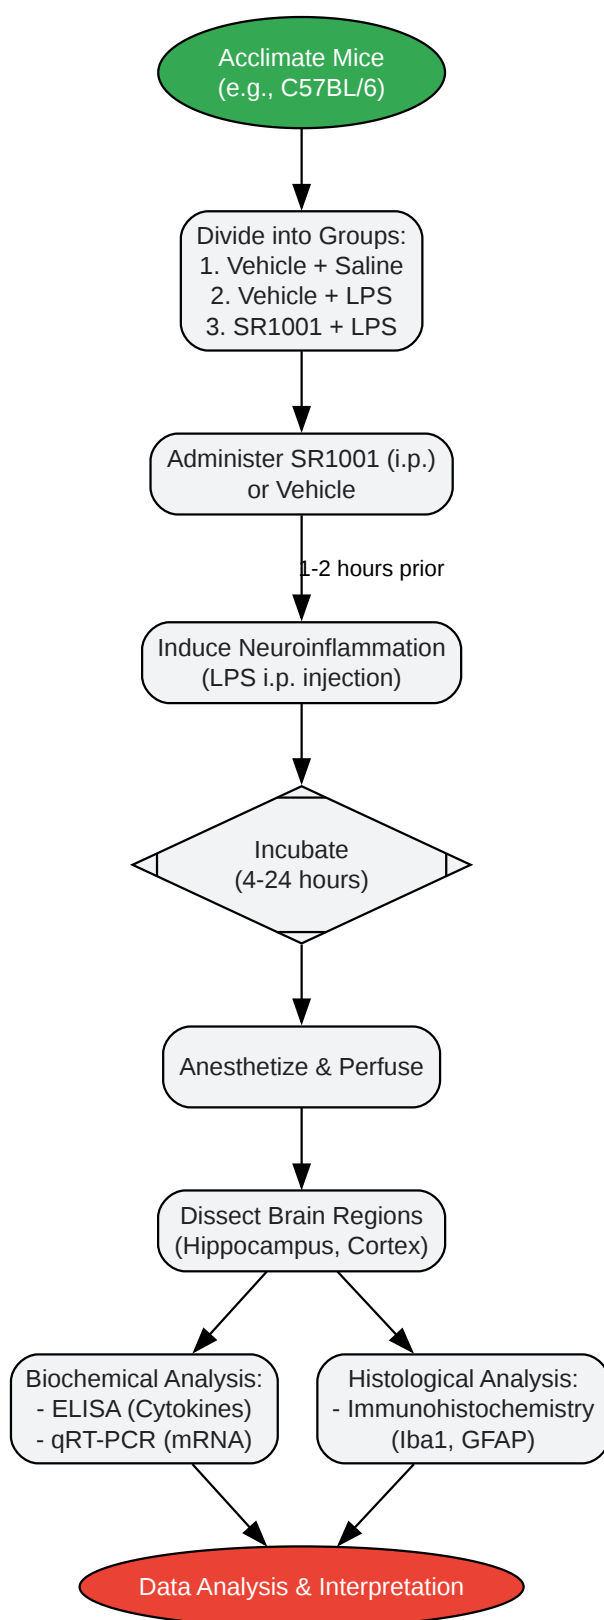 Acclimate Mice
(e.g., C57BL/6)
Divide into Groups:
1. Vehicle + Saline
2. Vehicle + LPS
3. SR1001 + LPS
Administer SR1001 (i.p.)
or Vehicle
1-2 hours prior
Induce Neuroinflammation
(LPS i.p. injection)
Incubate
(4-24 hours)
Anesthetize & Perfuse
Dissect Brain Regions
(Hippocampus, Cortex)
Biochemical Analysis:
- ELISA (Cytokines)
- qRT-PCR (mRNA)
Histological Analysis:
- Immunohistochemistry
(Iba1, GFAP)
Data Analysis & Interpretation